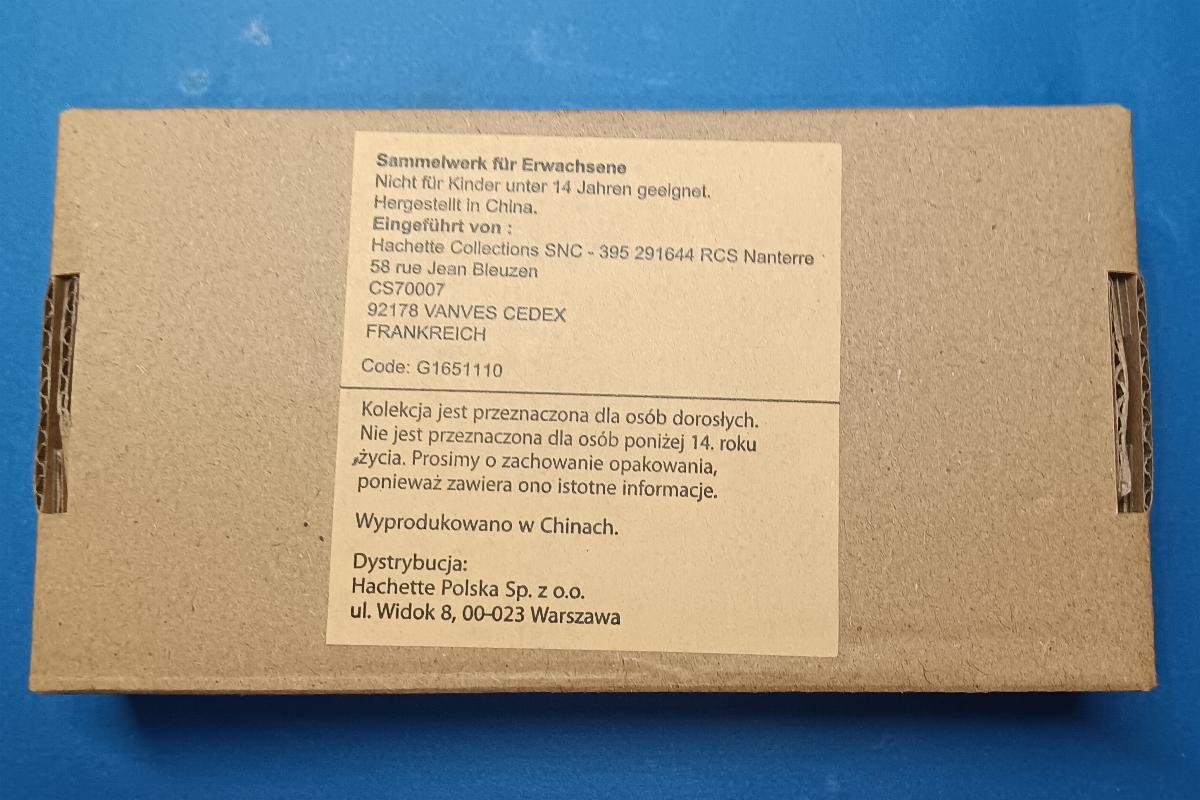 Sammelwerk für Erwachsene
Nicht für Kinder unter 14 Jahren geeignet.
Hergestellt in China.
Eingeführt von :
Hachette Collections SNC - 395 291644 RCS Nanterre
58 rue Jean Bleuzen
CS70007
92178 VANVES CEDEX
FRANKREICH
Code: G1651110
Kolekcja jest przeznaczona dla osób dorosłych.
Nie jest przeznaczona dla osób poniżej 14. roku
życia. Prosimy o zachowanie opakowania,
ponieważ zawiera ono istotne informacje.
Wyprodukowano w Chinach.
Dystrybucja:
Hachette Polska Sp. z o.o.
ul. Widok 8, 00-023 Warszawa